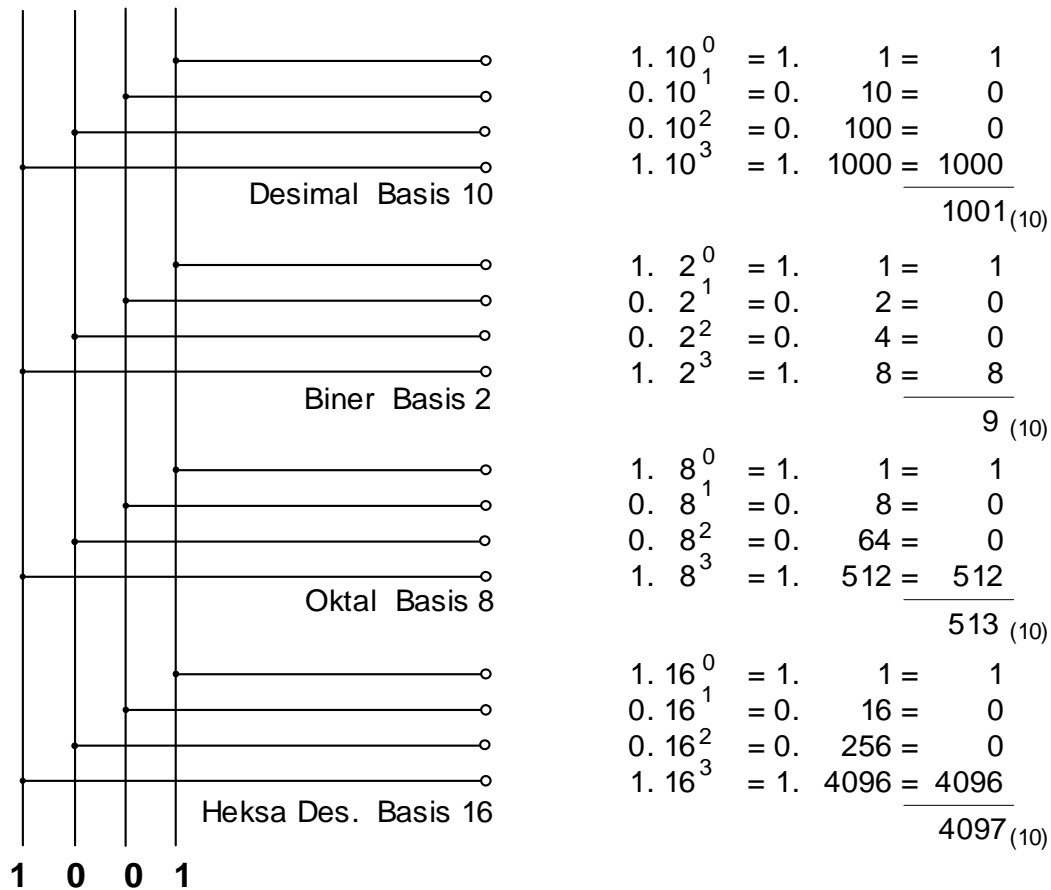 1. 10^0 = 1. 1 = 1
0. 10^1 = 0. 10 = 0
0. 10^2 = 0. 100 = 0
1. 10^3 = 1. 1000 = 1000
Desimal Basis 10
1001 (10)
1. 2^0 = 1. 1 = 1
0. 2^1 = 0. 2 = 0
0. 2^2 = 0. 4 = 0
1. 2^3 = 1. 8 = 8
Biner Basis 2
9 (10)
1. 8^0 = 1. 1 = 1
0. 8^1 = 0. 8 = 0
0. 8^2 = 0. 64 = 0
1. 8^3 = 1. 512 = 512
Oktal Basis 8
513 (10)
1. 16^0 = 1. 1 = 1
0. 16^1 = 0. 16 = 0
0. 16^2 = 0. 256 = 0
1. 16^3 = 1. 4096 = 4096
Heksa Des. Basis 16
4097 (10)
1 0 0 1